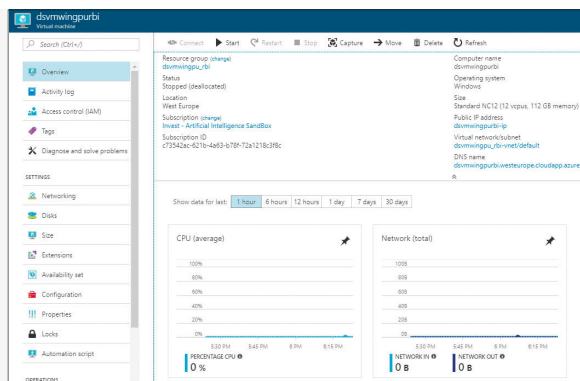 dsvmwingpurbi
Virtual machine
Search (Ctrl+/)
Overview
Activity log
Access control (IAM)
Tags
Diagnose and solve problems
SETTINGS
Networking
Disks
Size
Extensions
Availability set
Configuration
Properties
Locks
Automation script
OPERATIONS
Connect Start Restart Stop Capture Move Delete Refresh
Resource group (change)
dsvmwingpu_rbi
Status
Stopped (deallocated)
Location
West Europe
Subscription (change)
Invest - Artificial Intelligence SandBox
Subscription ID
c73542ac-621b-4a63-b78f-72a1218c3f8c
Computer name
dsvmwingpurbi
Operating system
Windows
Size
Standard NC12 (12 vcpus, 112 GB memory)
Public IP address
dsvmwingpurbi-ip
Virtual network/subnet
dsvmwingpu_rbi-vnet/default
DNS name
dsvmwingpurbi.westeurope.cloudapp.azure
Show data for last: 1 hour 6 hours 12 hours 1 day 7 days 30 days
CPU (average)
100%
80%
60%
40%
20%
0%
5:30 PM 5:45 PM 6 PM 6:15 PM
PERCENTAGE CPU
0 %
Network (total)
100B
80B
60B
40B
20B
0B
5:30 PM 5:45 PM 6 PM 6:15 PM
NETWORK IN NETWORK OUT
0 B 0 B